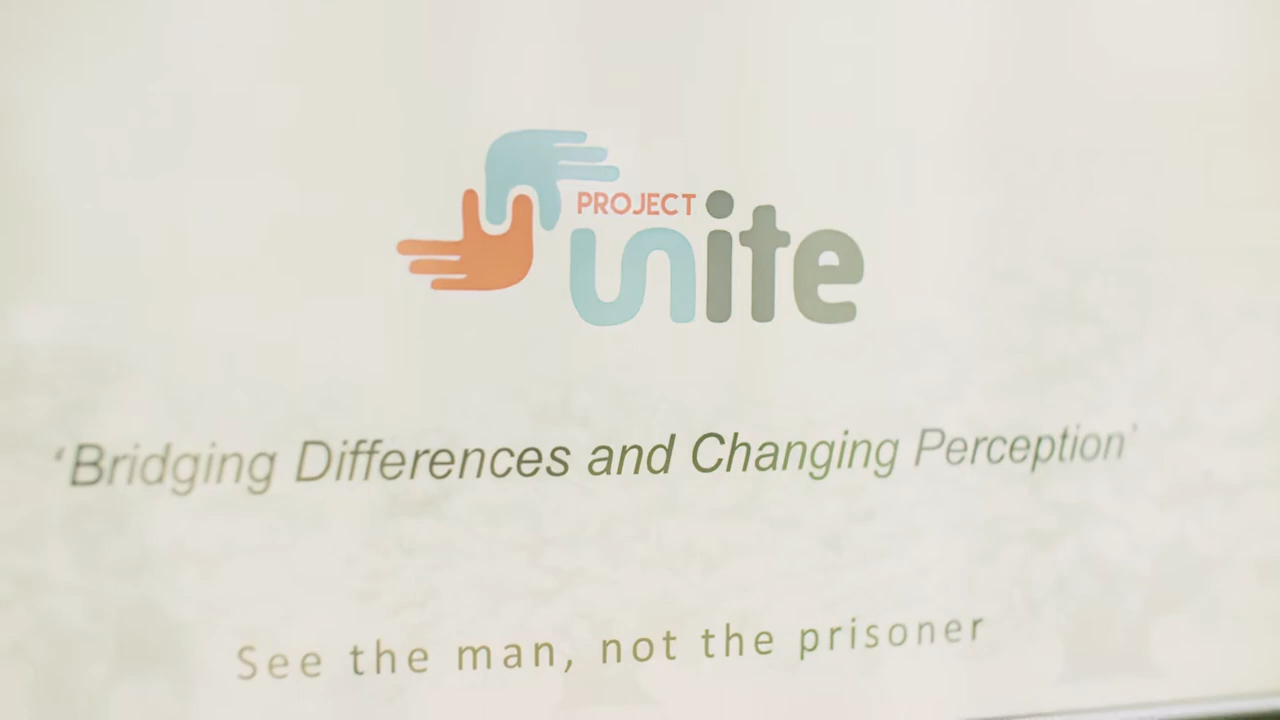 PROJECT
unite
'Bridging Differences and Changing Perception'
See the man, not the prisoner